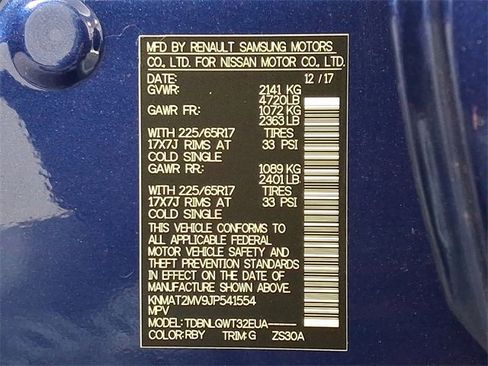 MFD BY RENAULT SAMSUNG MOTORS
CO., LTD. FOR NISSAN MOTOR CO., LTD.
DATE: 12/17
GVWR: 2141 KG
4720LB
GAWR FR: 1072 KG
2363LB
WITH 225/65R17 TIRES
17X7J RIMS AT 33 PSI
COLD SINGLE
GAWR RR: 1089 KG
2401LB
WITH 225/65R17 TIRES
17X7J RIMS AT 33 PSI
COLD SINGLE
THIS VEHICLE CONFORMS TO
ALL APPLICABLE FEDERAL
MOTOR VEHICLE SAFETY AND
THEFT PREVENTION STANDARDS
IN EFFECT ON THE DATE OF
MANUFACTURE SHOWN ABOVE.
KNMAT2MV9JP541554
MPV
MODEL: TDBNLQWT32EUA-----
COLOR:RBY TRIM:G ZS30A